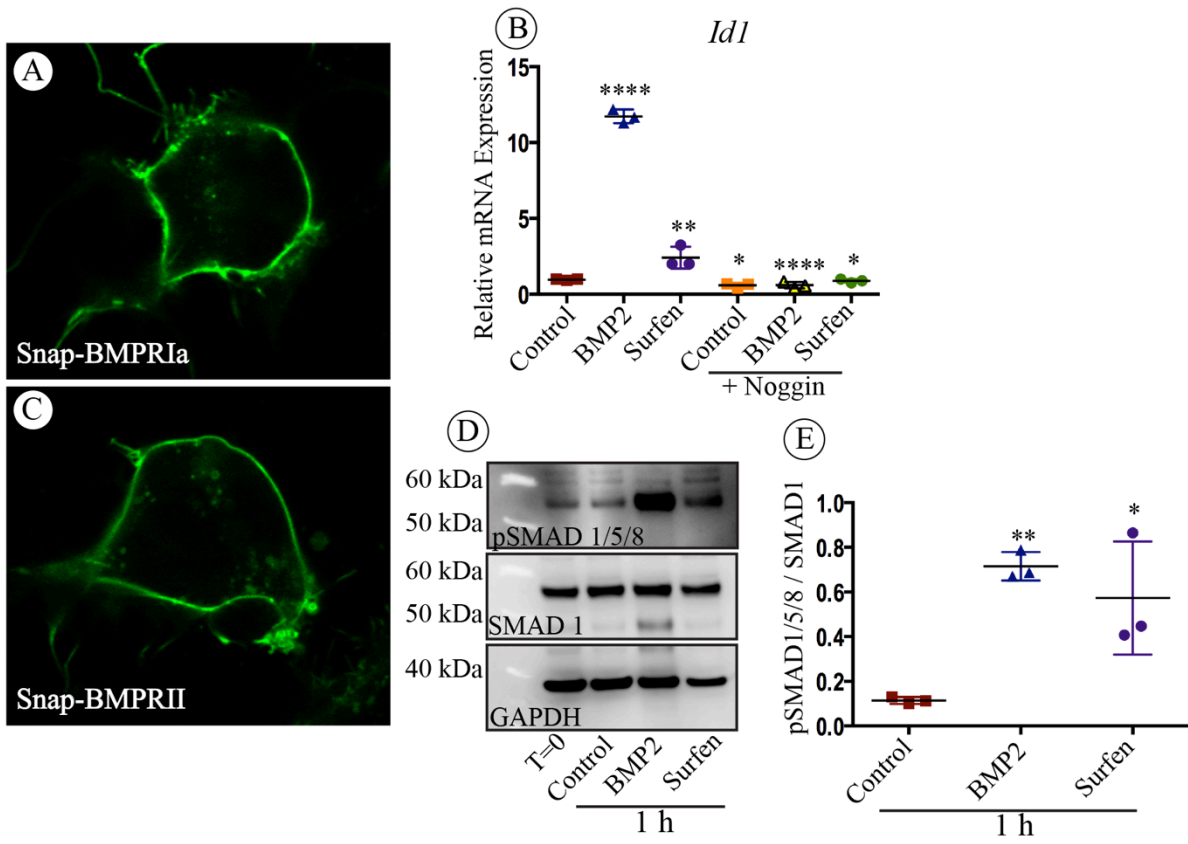 A
Snap-BMPRIa
B
Id1
Relative mRNA Expression
15
10
5
0
****
**
*
****
*
Control
BMP2
Surfen
Control
BMP2
Surfen
+ Noggin
C
Snap-BMPRII
D
60 kDa
50 kDa
pSMAD 1/5/8
60 kDa
50 kDa
SMAD 1
40 kDa
GAPDH
T=0
Control
BMP2
Surfen
1 h
E
pSMAD1/5/8 / SMAD1
1.0
0.8
0.6
0.4
0.2
0.0
**
*
Control
BMP2
Surfen
1 h